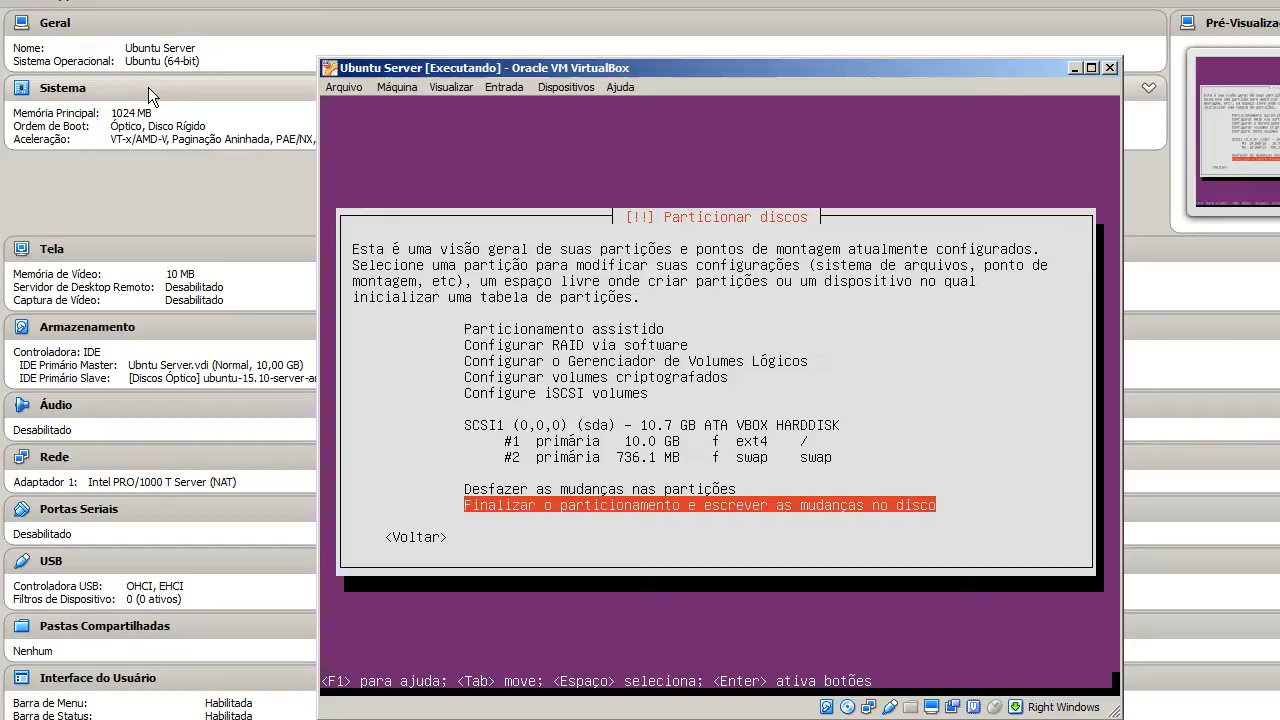 Geral
Nome: Ubuntu Server
Sistema Operacional: Ubuntu (64-bit)
Sistema
Memória Principal: 1024 MB
Ordem de Boot: Óptico, Disco Rígido
Aceleração: VT-x/AMD-V, Paginação Aninhada, PAE/NX,
Tela
Memória de Vídeo: 10 MB
Servidor de Desktop Remoto: Desabilitado
Captura de Vídeo: Desabilitado
Armazenamento
Controladora: IDE
IDE Primário Master: Ubntu Server.vdi (Normal, 10,00 GB)
IDE Primário Slave: [Discos Óptico] ubuntu-15.10-server-ar
Áudio
Desabilitado
Rede
Adaptador 1: Intel PRO/1000 T Server (NAT)
Portas Seriais
Desabilitado
USB
Controladora USB: OHCI, EHCI
Filtros de Dispositivo: 0 (0 ativos)
Pastas Compartilhadas
Nenhum
Interface do Usuário
Barra de Menu: Habilitada
Barra de Status: Habilitada
Pré-Visualiza
Ubuntu Server [Executando] - Oracle VM VirtualBox
Arquivo Máquina Visualizar Entrada Dispositivos Ajuda
[!!] Particionar discos
Esta é uma visão geral de suas partições e pontos de montagem atualmente configurados.
Selecione uma partição para modificar suas configurações (sistema de arquivos, ponto de
montagem, etc), um espaço livre onde criar partições ou um dispositivo no qual
inicializar uma tabela de partições.
Particionamento assistido
Configurar RAID via software
Configurar o Gerenciador de Volumes Lógicos
Configurar volumes criptografados
Configure iSCSI volumes
SCSI1 (0,0,0) (sda) - 10.7 GB ATA VBOX HARDDISK
#1 primária 10.0 GB f ext4 /
#2 primária 736.1 MB f swap swap
Desfazer as mudanças nas partições
Finalizar o particionamento e escrever as mudanças no disco
<Voltar>
<F1> para ajuda; <Tab> move; <Espaço> seleciona; <Enter> ativa botões
Right Windows